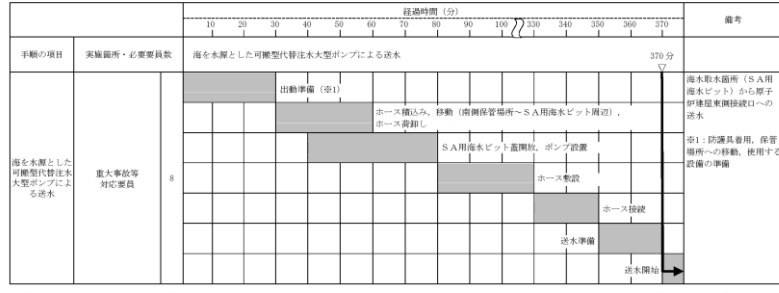 経過時間（分）
備考
10 20 30 40 50 60 70 80 90 100 330 340 350 360 370
手順の項目
実施箇所・必要要員数
海を水源とした可搬型代替注水大型ポンプによる送水
370 分
出動準備（※1）
ホース積込み，移動（南側保管場所～ＳＡ用海水ピット周辺），
ホース荷卸し
ＳＡ用海水ピット蓋開放，ポンプ設置
ホース敷設
ホース接続
送水準備
送水開始
海を水源とした
可搬型代替注水
大型ポンプによ
る送水
重大事故等
対応要員
8
海水取水箇所（ＳＡ用
海水ピット）から原子
炉建屋東側接続口への
送水
※1：防護具着用，保管
場所への移動，使用する
設備の準備